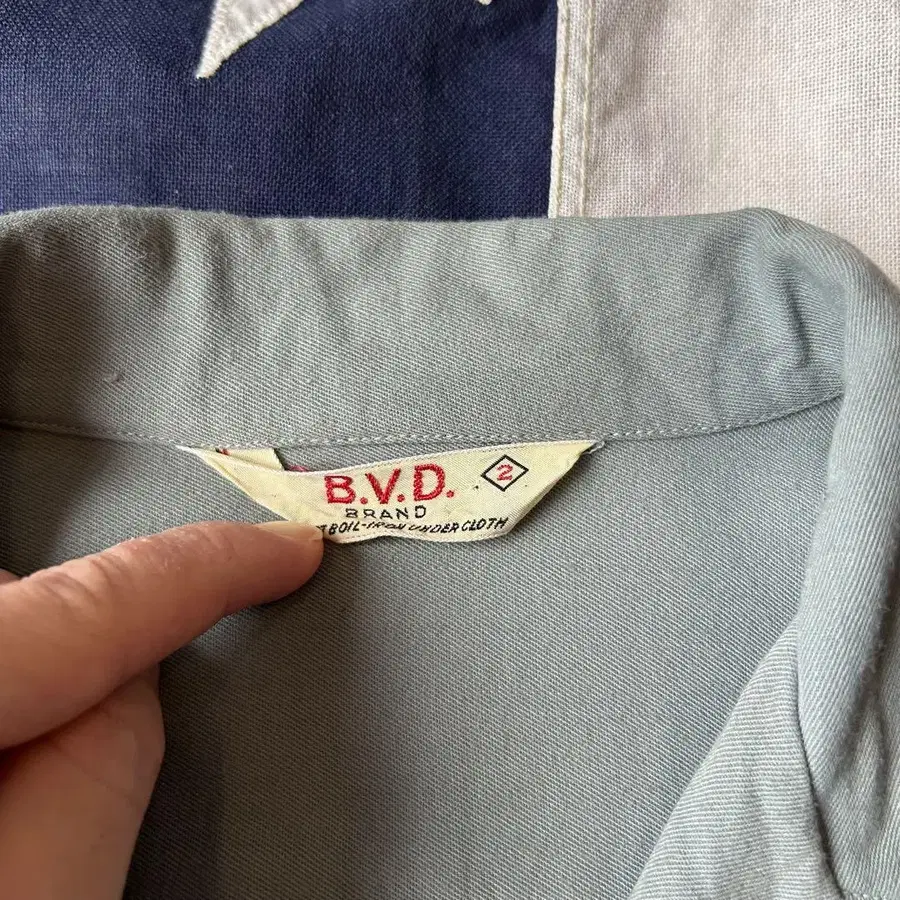 B.V.D. 2
BRAND
BOIL-IRON UNDER CLOTH